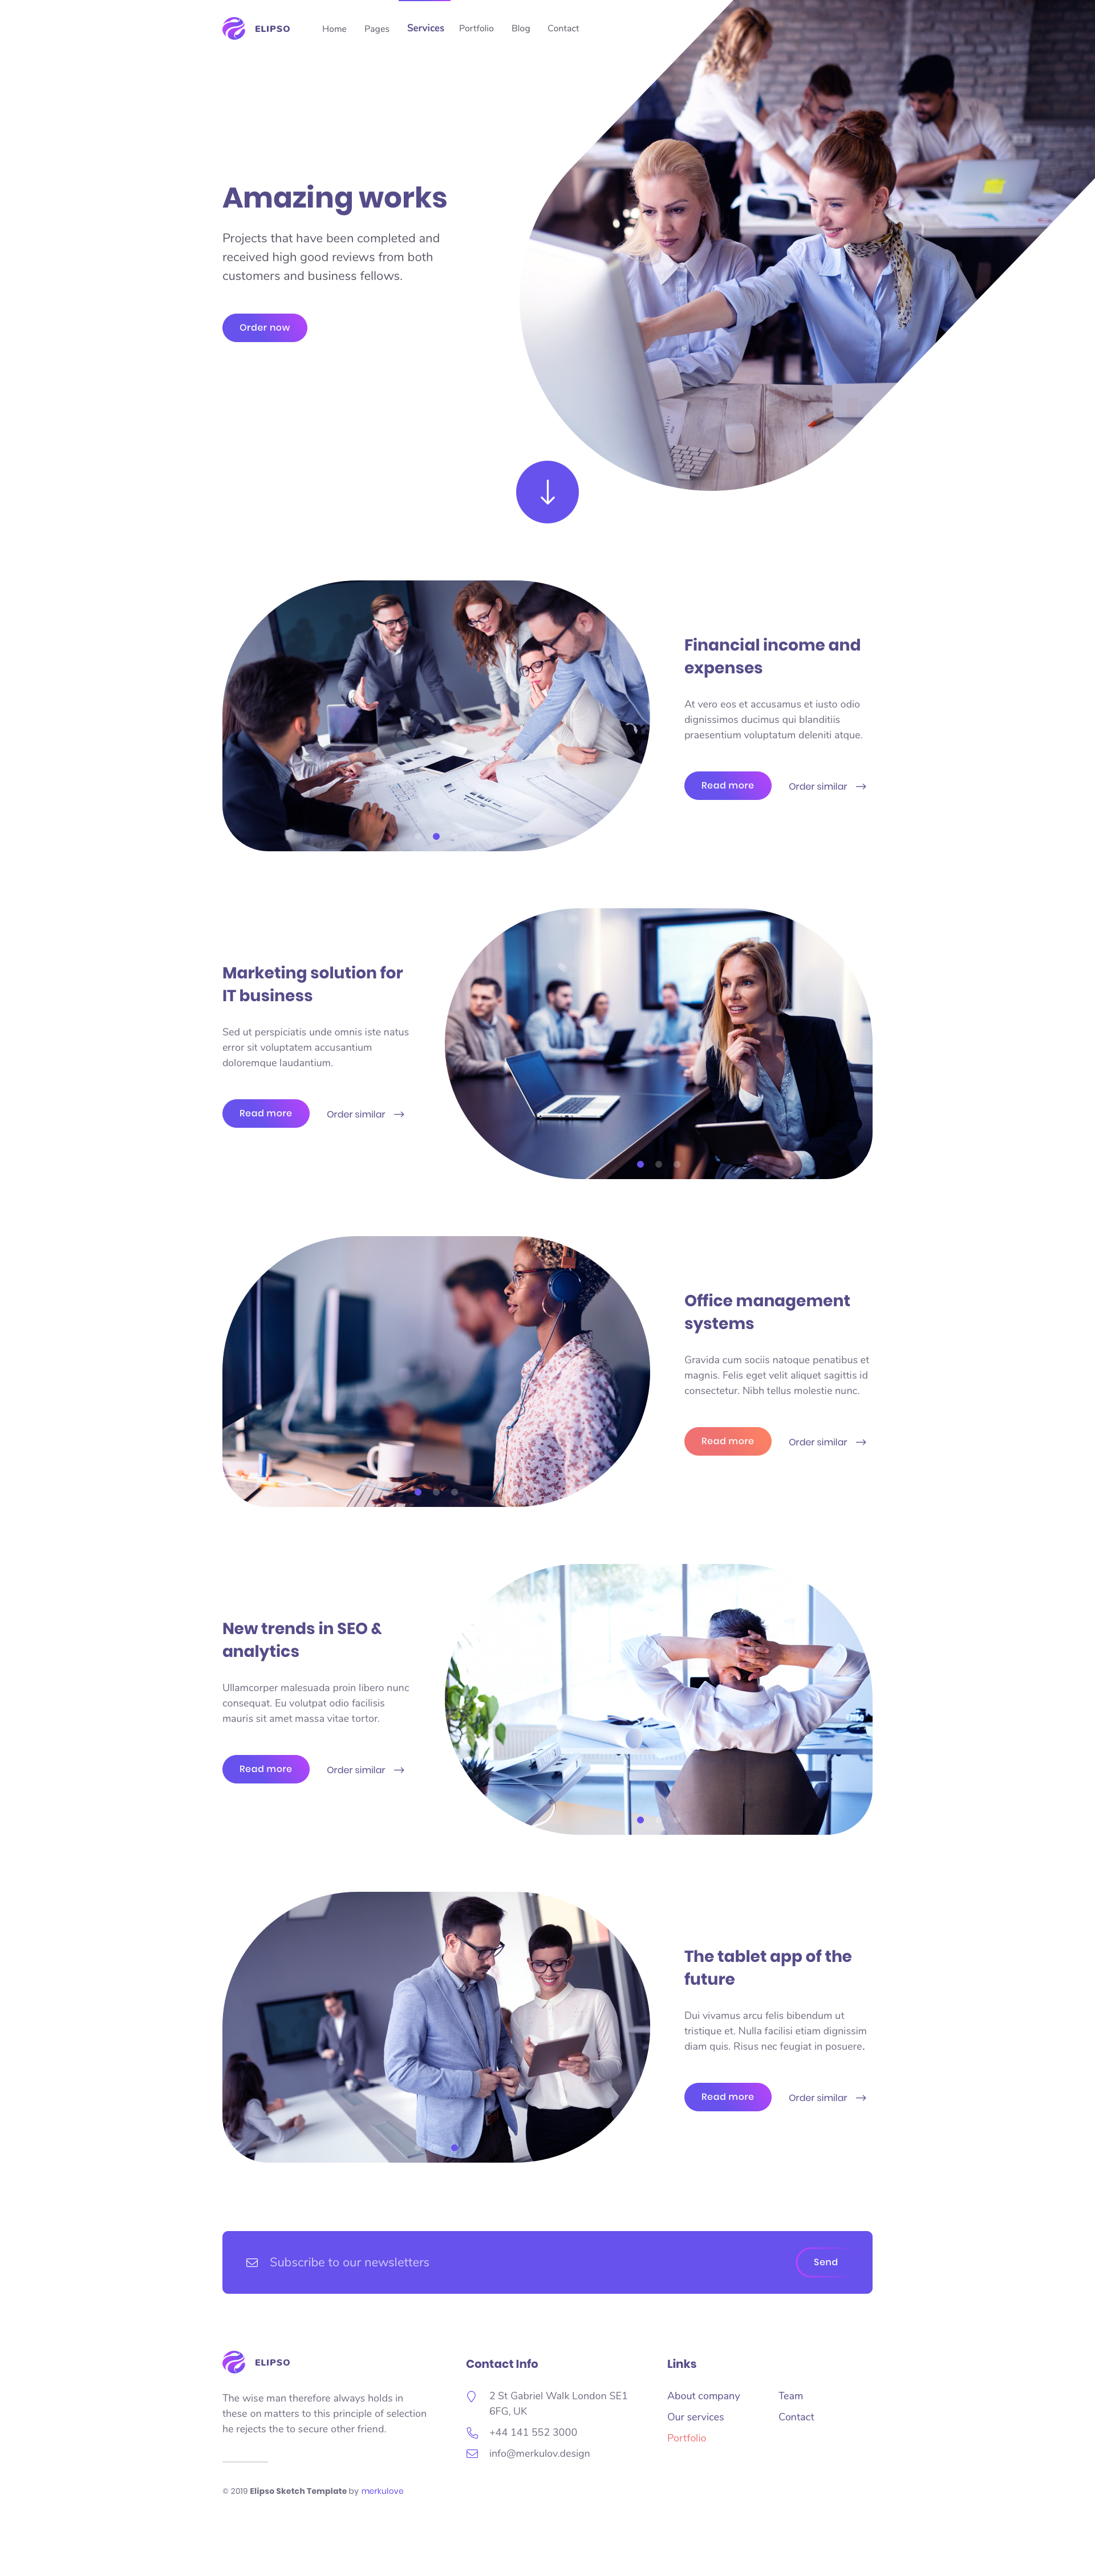 ELIPSO
Home
Pages
Services
Portfolio
Blog
Contact
Amazing works
Projects that have been completed and
received high good reviews from both
customers and business fellows.
Order now
Financial income and
expenses
At vero eos et accusamus et iusto odio
dignissimos ducimus qui blanditiis
praesentium voluptatum deleniti atque.
Read more
Order similar
Marketing solution for
IT business
Sed ut perspiciatis unde omnis iste natus
error sit voluptatem accusantium
doloremque laudantium.
Read more
Order similar
Office management
systems
Gravida cum sociis natoque penatibus et
magnis. Felis eget velit aliquet sagittis id
consectetur. Nibh tellus molestie nunc.
Read more
Order similar
New trends in SEO &
analytics
Ullamcorper malesuada proin libero nunc
consequat. Eu volutpat odio facilisis
mauris sit amet massa vitae tortor.
Read more
Order similar
The tablet app of the
future
Dui vivamus arcu felis bibendum ut
tristique et. Nulla facilisi etiam dignissim
diam quis. Risus nec feugiat in posuere.
Read more
Order similar
Subscribe to our newsletters
Send
ELIPSO
The wise man therefore always holds in
these on matters to this principle of selection
he rejects the to secure other friend.
© 2019 Elipso Sketch Template by merkulove
Contact Info
2 St Gabriel Walk London SE1
6FG, UK
+44 141 552 3000
info@merkulov.design
Links
About company
Our services
Portfolio
Team
Contact